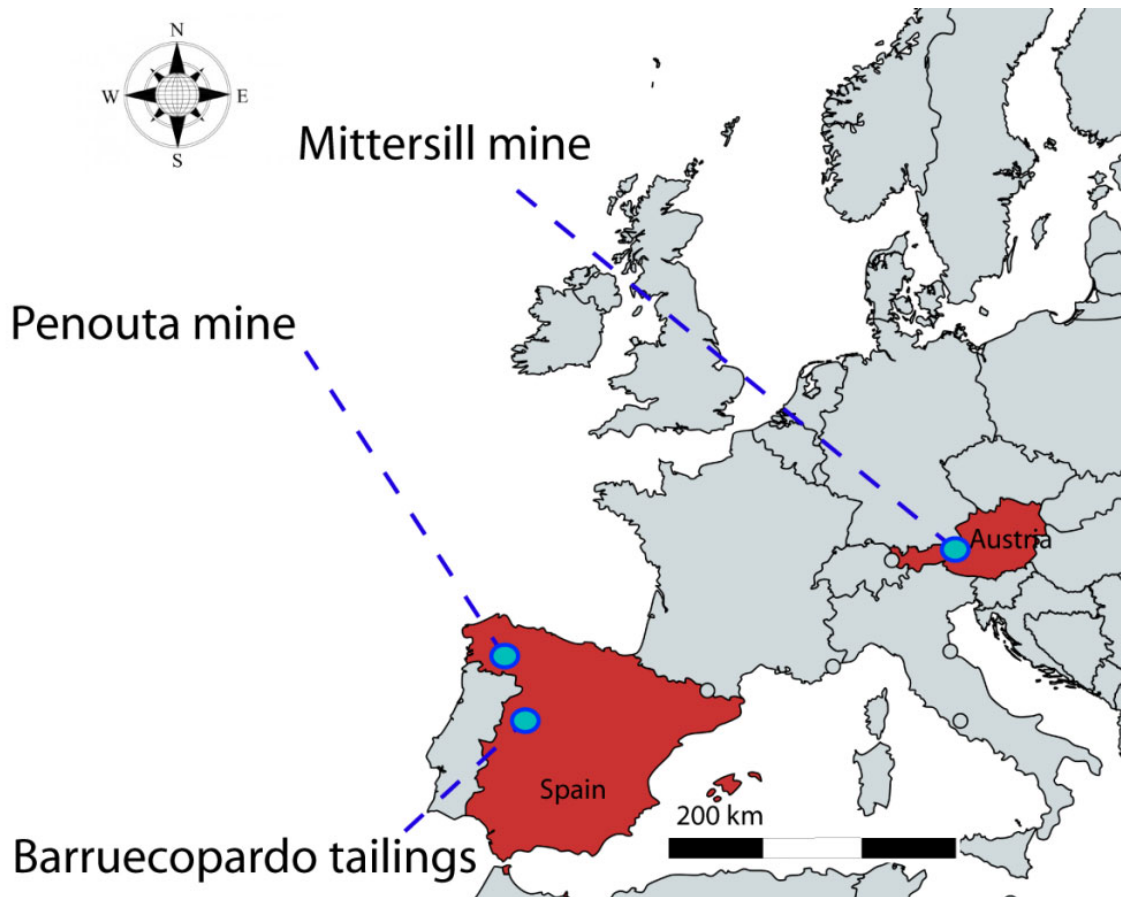 N
W E
S
Mittersill mine
Penouta mine
Austria
Spain
200 km
Barruecopardo tailings